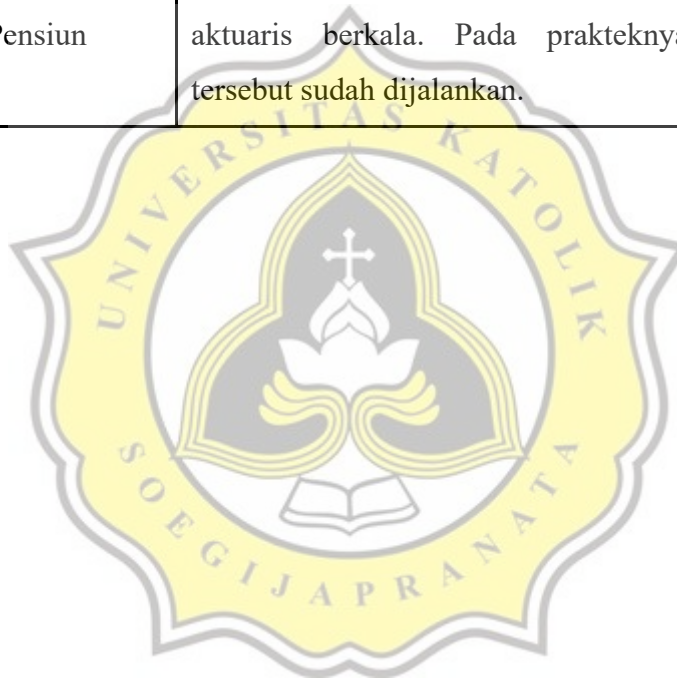 Pensiun
aktuaris berkala. Pada prakteknya
tersebut sudah dijalankan.
UNIVERSITAS KATOLIK
SOEGIJAPRANATA